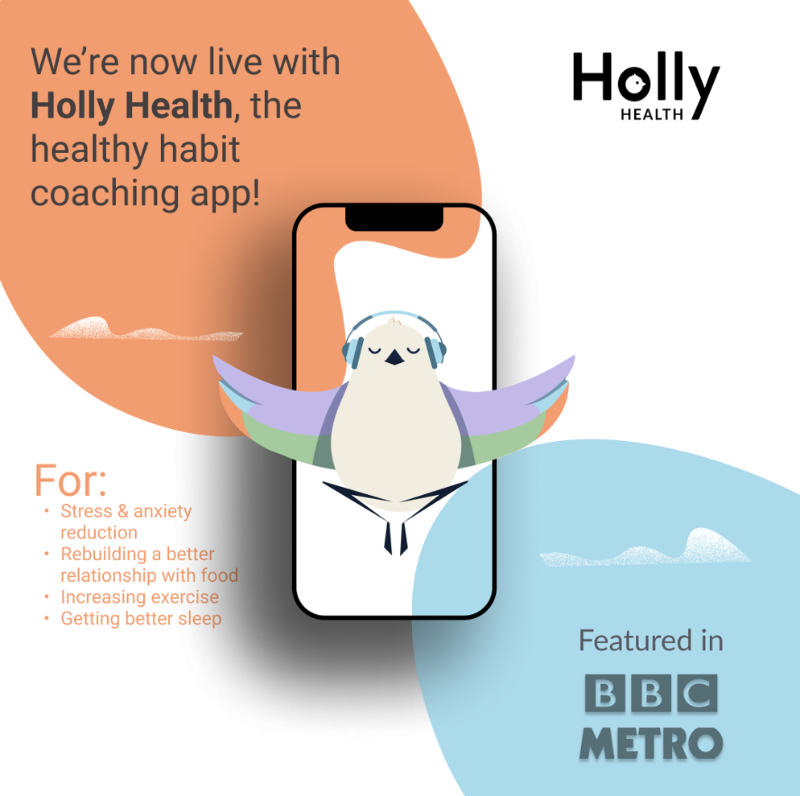 We’re now live with
Holly Health, the
healthy habit
coaching app!
Holly
HEALTH
For:
• Stress & anxiety
reduction
• Rebuilding a better
relationship with food
• Increasing exercise
• Getting better sleep
Featured in
BBC
METRO